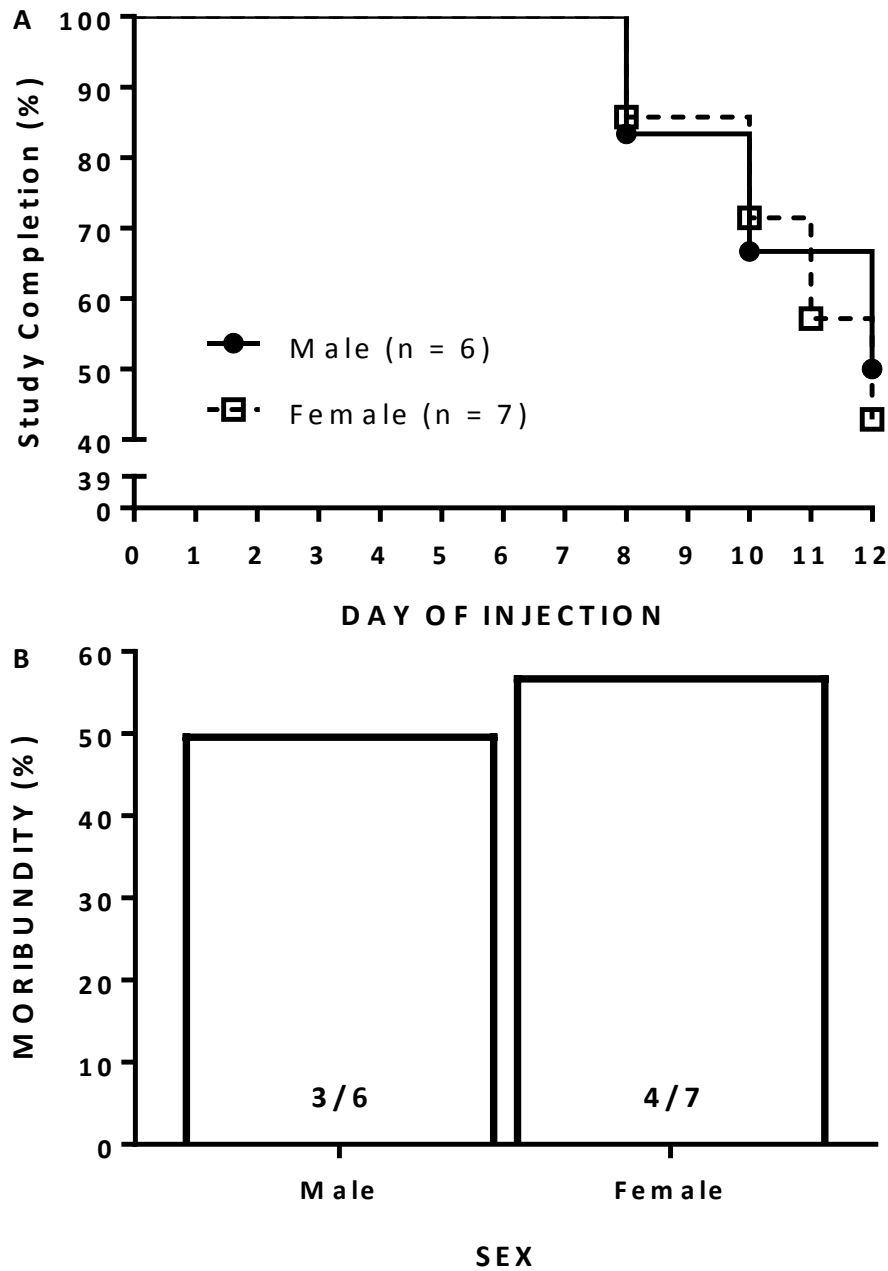 A
100
90
80
70
60
50
40
39
0
Study Completion (%)
Male (n = 6)
Female (n = 7)
0 1 2 3 4 5 6 7 8 9 10 11 12
DAY OF INJECTION
B
60
50
40
30
20
10
0
MORIBUNDITY (%)
3/6 4/7
Male Female
SEX